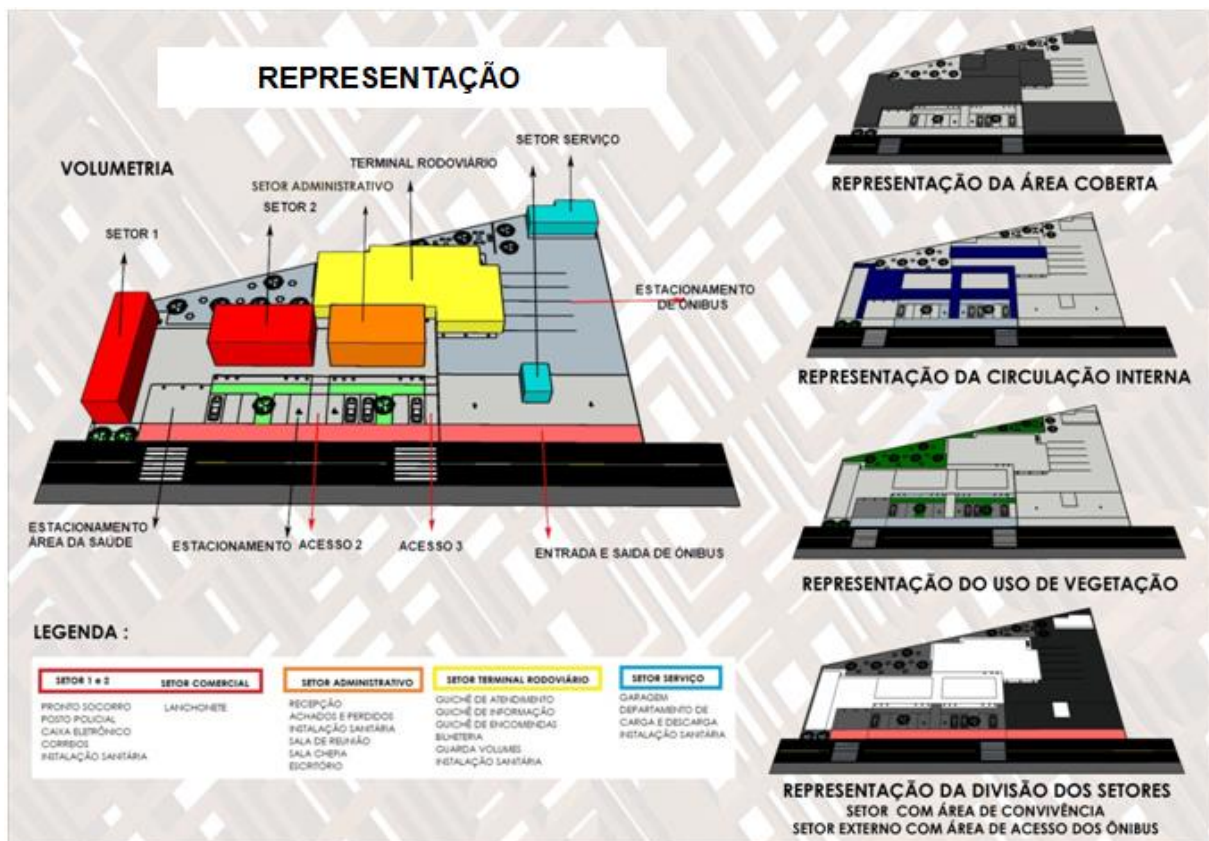 REPRESENTAÇÃO
VOLUMETRIA
SETOR SERVIÇO
TERMINAL RODOVIÁRIO
SETOR ADMINISTRATIVO
SETOR 2
SETOR 1
ESTACIONAMENTO
DE ÔNIBUS
ESTACIONAMENTO
ÁREA DA SAÚDE
ESTACIONAMENTO
ACESSO 2
ACESSO 3
ENTRADA E SAIDA DE ÔNIBUS
REPRESENTAÇÃO DA ÁREA COBERTA
REPRESENTAÇÃO DA CIRCULAÇÃO INTERNA
REPRESENTAÇÃO DO USO DE VEGETAÇÃO
REPRESENTAÇÃO DA DIVISÃO DOS SETORES
SETOR COM ÁREA DE CONVIVÊNCIA
SETOR EXTERNO COM ÁREA DE ACESSO DOS ÔNIBUS
LEGENDA :
SETOR 1 e 2
PRONTO SOCORRO
POSTO POLICIAL
CAIXA ELETRÔNICO
CORREIOS
INSTALAÇÃO SANITÁRIA
SETOR COMERCIAL
LANCHONETE
SETOR ADMINISTRATIVO
RECEPÇÃO
ACHADOS E PERDIDOS
INSTALAÇÃO SANITÁRIA
SALA DE REUNIÃO
SALA CHEFIA
ESCRITÓRIO
SETOR TERMINAL RODOVIÁRIO
GUICHÊ DE ATENDIMENTO
GUICHÊ DE INFORMAÇÃO
GUICHÊ DE ENCOMENDAS
BILHETERIA
GUARDA VOLUMES
INSTALAÇÃO SANITÁRIA
SETOR SERVIÇO
GARAGEM
DEPARTAMENTO DE
CARGA E DESCARGA
INSTALAÇÃO SANITÁRIA